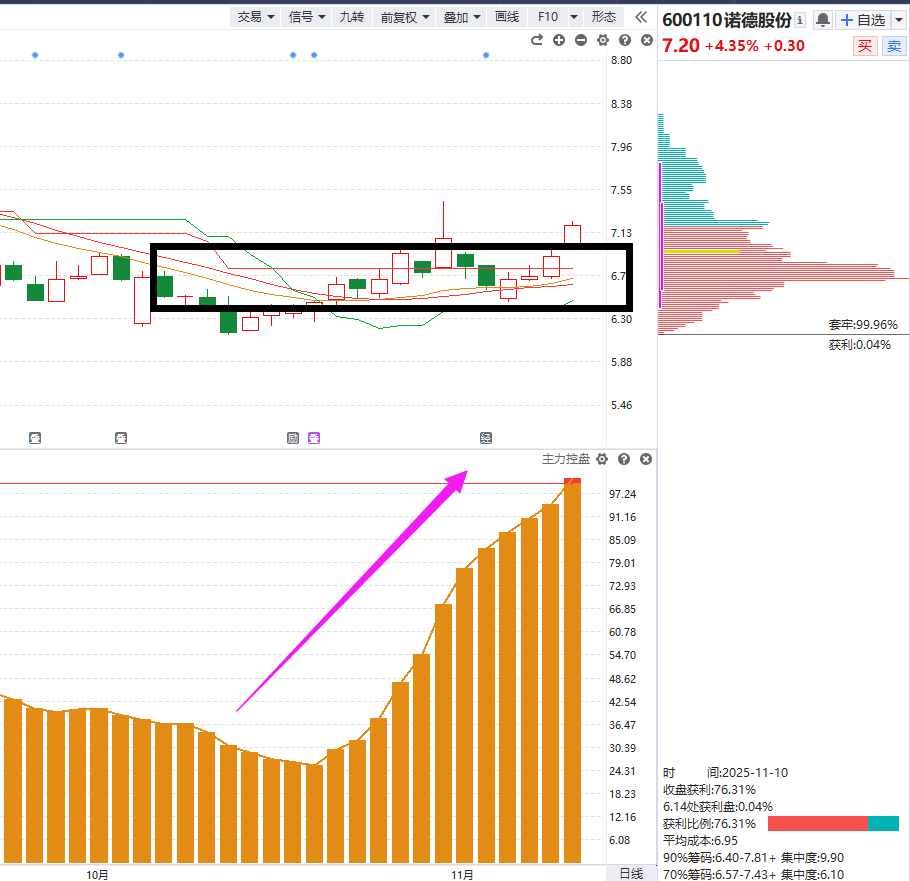 交易 信号 九转 前复权 叠加 画线 F10 形态
600110诺德股份 自选
7.20 +4.35% +0.30 买 卖
8.80
8.38
7.96
7.55
7.13
6.7
6.30
5.88
5.46
套牢:99.96%
获利:0.04%
主力控盘
97.24
91.16
85.09
79.01
72.93
66.85
60.78
54.70
48.62
42.54
36.47
30.39
24.31
18.23
12.16
6.08
10月 11月 日线
时 间:2025-11-10
收盘获利:76.31%
6.14处获利盘:0.04%
获利比例:76.31%
平均成本:6.95
90%筹码:6.40-7.81+ 集中度:9.90
70%筹码:6.57-7.43+ 集中度:6.10